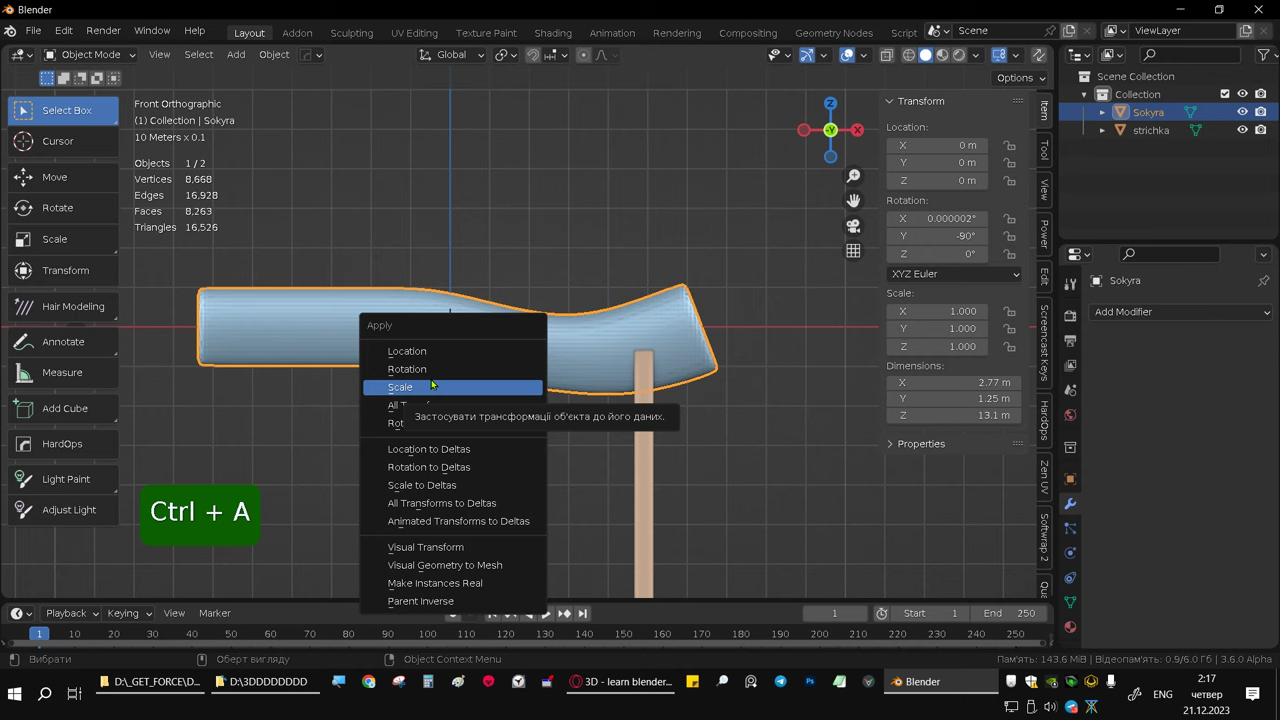 Blender
File Edit Render Window Help Layout Addon Sculpting UV Editing Texture Paint Shading Animation Rendering Compositing Geometry Nodes Script Scene ViewLayer
Object Mode View Select Add Object Global
Options
Select Box
Cursor
Move
Rotate
Scale
Transform
Hair Modeling
Annotate
Measure
Add Cube
HardOps
Light Paint
Adjust Light
Front Orthographic
(1) Collection | Sokyra
10 Meters x 0.1
Objects 1/2
Vertices 8,668
Edges 16,928
Faces 8,263
Triangles 16,526
Z
X
-Y
Ctrl + A
Apply
Location
Rotation
Scale
Застосувати трансформації об'єкта до його даних.
Location to Deltas
Rotation to Deltas
Scale to Deltas
All Transforms to Deltas
Animated Transforms to Deltas
Visual Transform
Visual Geometry to Mesh
Make Instances Real
Parent Inverse
Transform
Location:
X 0 m
Y 0 m
Z 0 m
Rotation:
X 0.000002°
Y -90°
Z 0°
XYZ Euler
Scale:
X 1.000
Y 1.000
Z 1.000
Dimensions:
X 2.77 m
Y 1.25 m
Z 13.1 m
Properties
Item
Tool
View
Power
Edit
Screencast Keys
HardOps
Zen UV
Softwrap 2
Scene Collection
Collection
Sokyra
strichka
Sokyra
Add Modifier
Playback Keying View Marker 1 Start 1 End 250
1 10 20 30 40 50 60 70 80 90 100 110 120 130 140 150 160 170 180 190 200 210 220 230 240 250
Вибрати Оберт вигляду Object Context Menu Пам'ять: 143.6 MiB | Відеопам'ять: 0.9/6.0 Гб | 3.6.0 Alpha
D:\_GET_FORCE\D... D:\3DDDDDDDD 3D - learn blender... Blender
ENG
2:17
четвер
21.12.2023